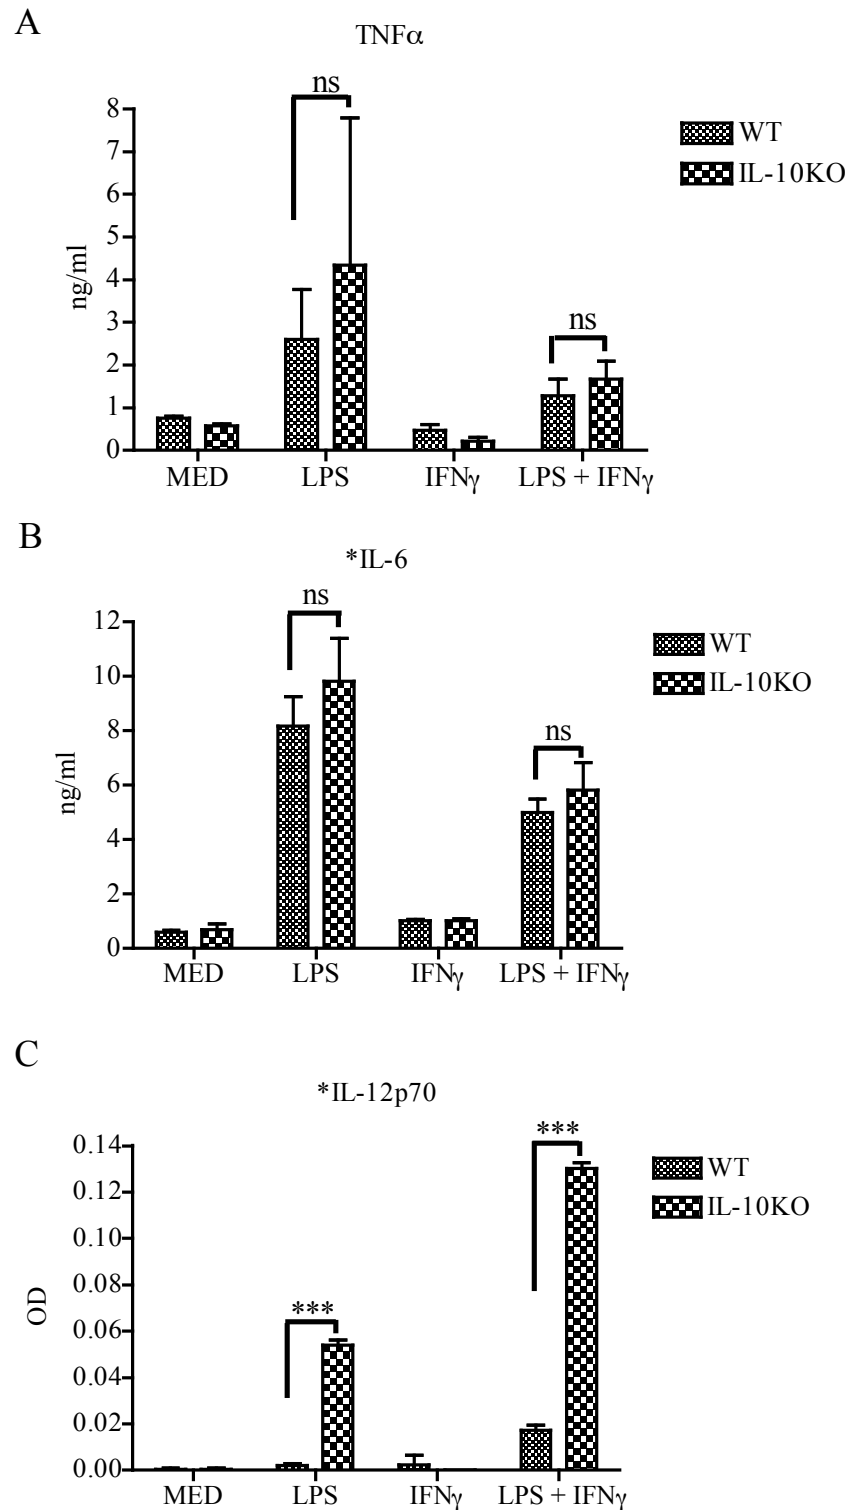 A
TNFα
ns
8
7
6
5
4
3
2
1
0
ng/ml
ns
WT
IL-10KO
MED LPS IFNγ LPS + IFNγ
B
*IL-6
ns
12
10
8
6
4
2
0
ng/ml
ns
WT
IL-10KO
MED LPS IFNγ LPS + IFNγ
C
*IL-12p70
***
0.14
0.12
0.10
0.08
0.06
0.04
0.02
0.00
OD
***
WT
IL-10KO
MED LPS IFNγ LPS + IFNγ